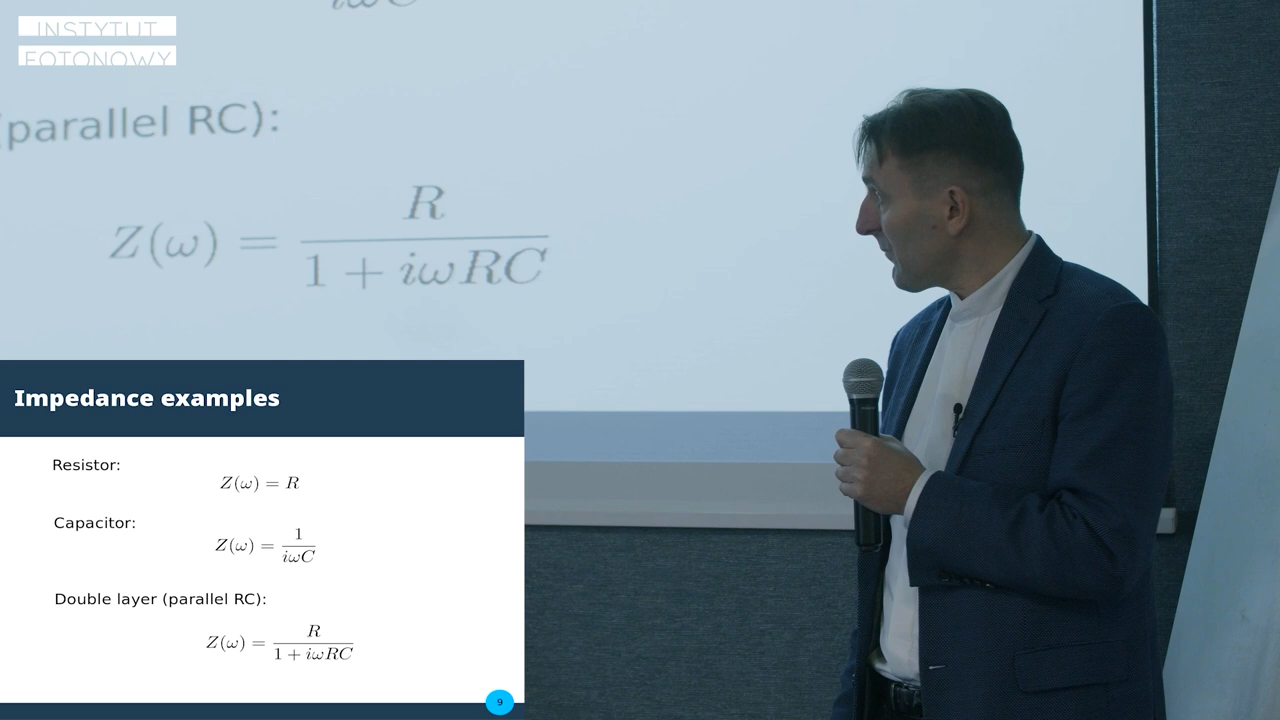 INSTYTUT
FOTONOWY
iωC
(parallel RC):
Z(ω) = R / (1 + iωRC)
Impedance examples
Resistor:
Z(ω) = R
Capacitor:
Z(ω) = 1 / (iωC)
Double layer (parallel RC):
Z(ω) = R / (1 + iωRC)
9